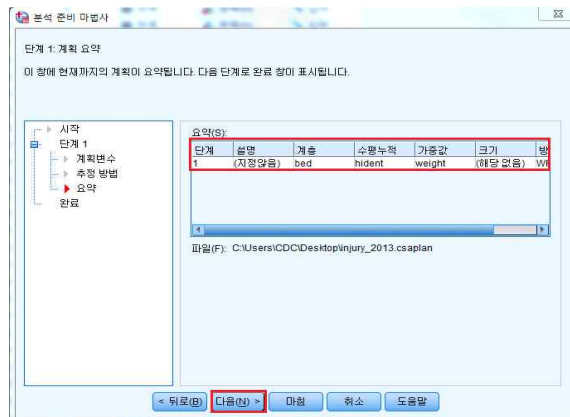 분석 준비 마법사
단계 1: 계획 요약
이 창에 현재까지의 계획이 요약됩니다. 다음 단계로 완료 창이 표시됩니다.
시작
단계 1
계획변수
추정 방법
요약
완료
요약(S):
단계 설명 계층 수평누적 가중값 크기 방
1 (지정않음) bed hident weight (해당 없음) WR
파일(F): C:\Users\CDC\Desktop\injury_2013.csaplan
< 뒤로(B) 다음(N) > 마침 취소 도움말